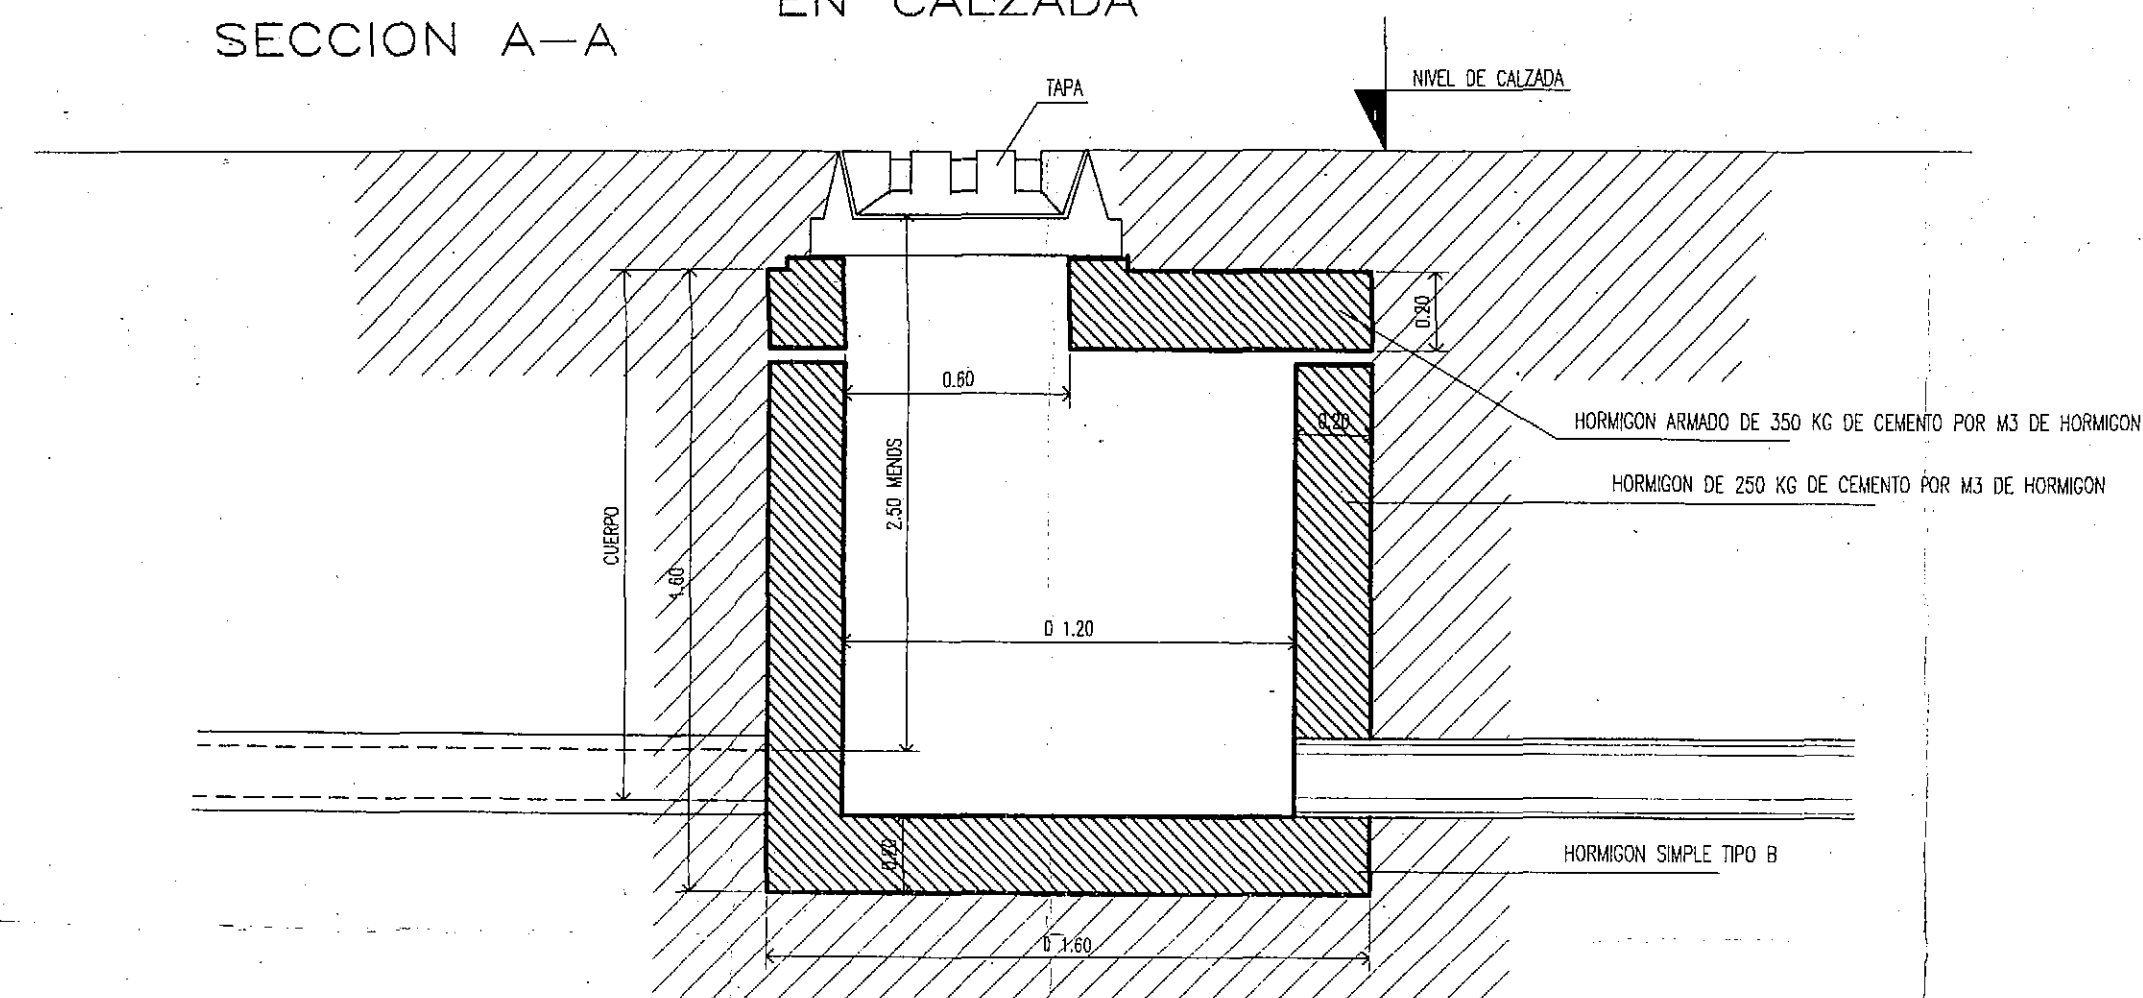 EN CALZADA
SECCION A-A
TAPA
NIVEL DE CALZADA
0.20
0.60
0.20
HORMIGON ARMADO DE 350 KG DE CEMENTO POR M3 DE HORMIGON
2.50 MENOS
HORMIGON DE 250 KG DE CEMENTO POR M3 DE HORMIGON
CUERPO
1.60
D 1.20
0.20
HORMIGON SIMPLE TIPO B
D 1.60